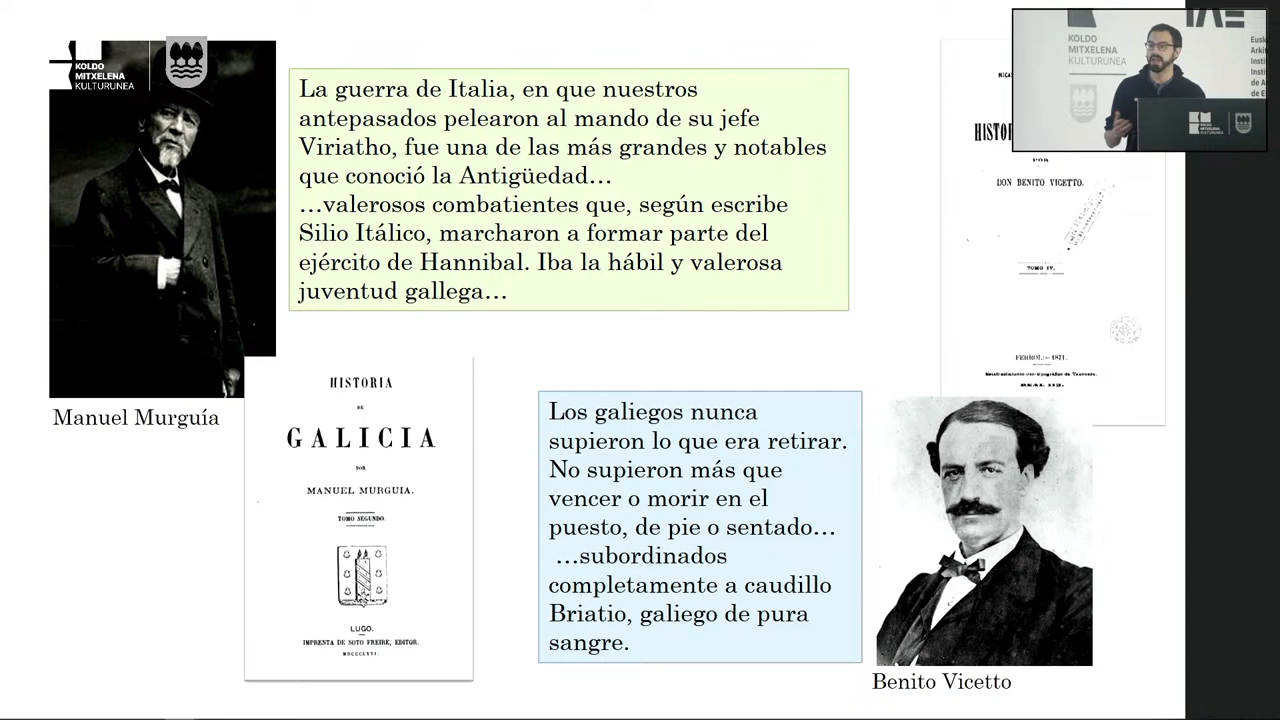 KOLDO
MITXELENA
KULTURUNEA
La guerra de Italia, en que nuestros
antepasados pelearon al mando de su jefe
Viriatho, fue una de las más grandes y notables
que conoció la Antigüedad…
…valerosos combatientes que, según escribe
Silio Itálico, marcharon a formar parte del
ejército de Hannibal. Iba la hábil y valerosa
juventud gallega…
Manuel Murguía
HISTORIA
DE
GALICIA
POR
MANUEL MURGUIA.
TOMO SEGUNDO.
LUGO.
IMPRENTA DE SOTO FREIRE, EDITOR.
Los galiegos nunca
supieron lo que era retirar.
No supieron más que
vencer o morir en el
puesto, de pie o sentado…
…subordinados
completamente a caudillo
Briatio, galiego de pura
sangre.
POR
DON BENITO VICETTO.
TOMO IV.
FERROL:—1871.
Benito Vicetto
KOLDO
MITXELENA
KULTURUNEA